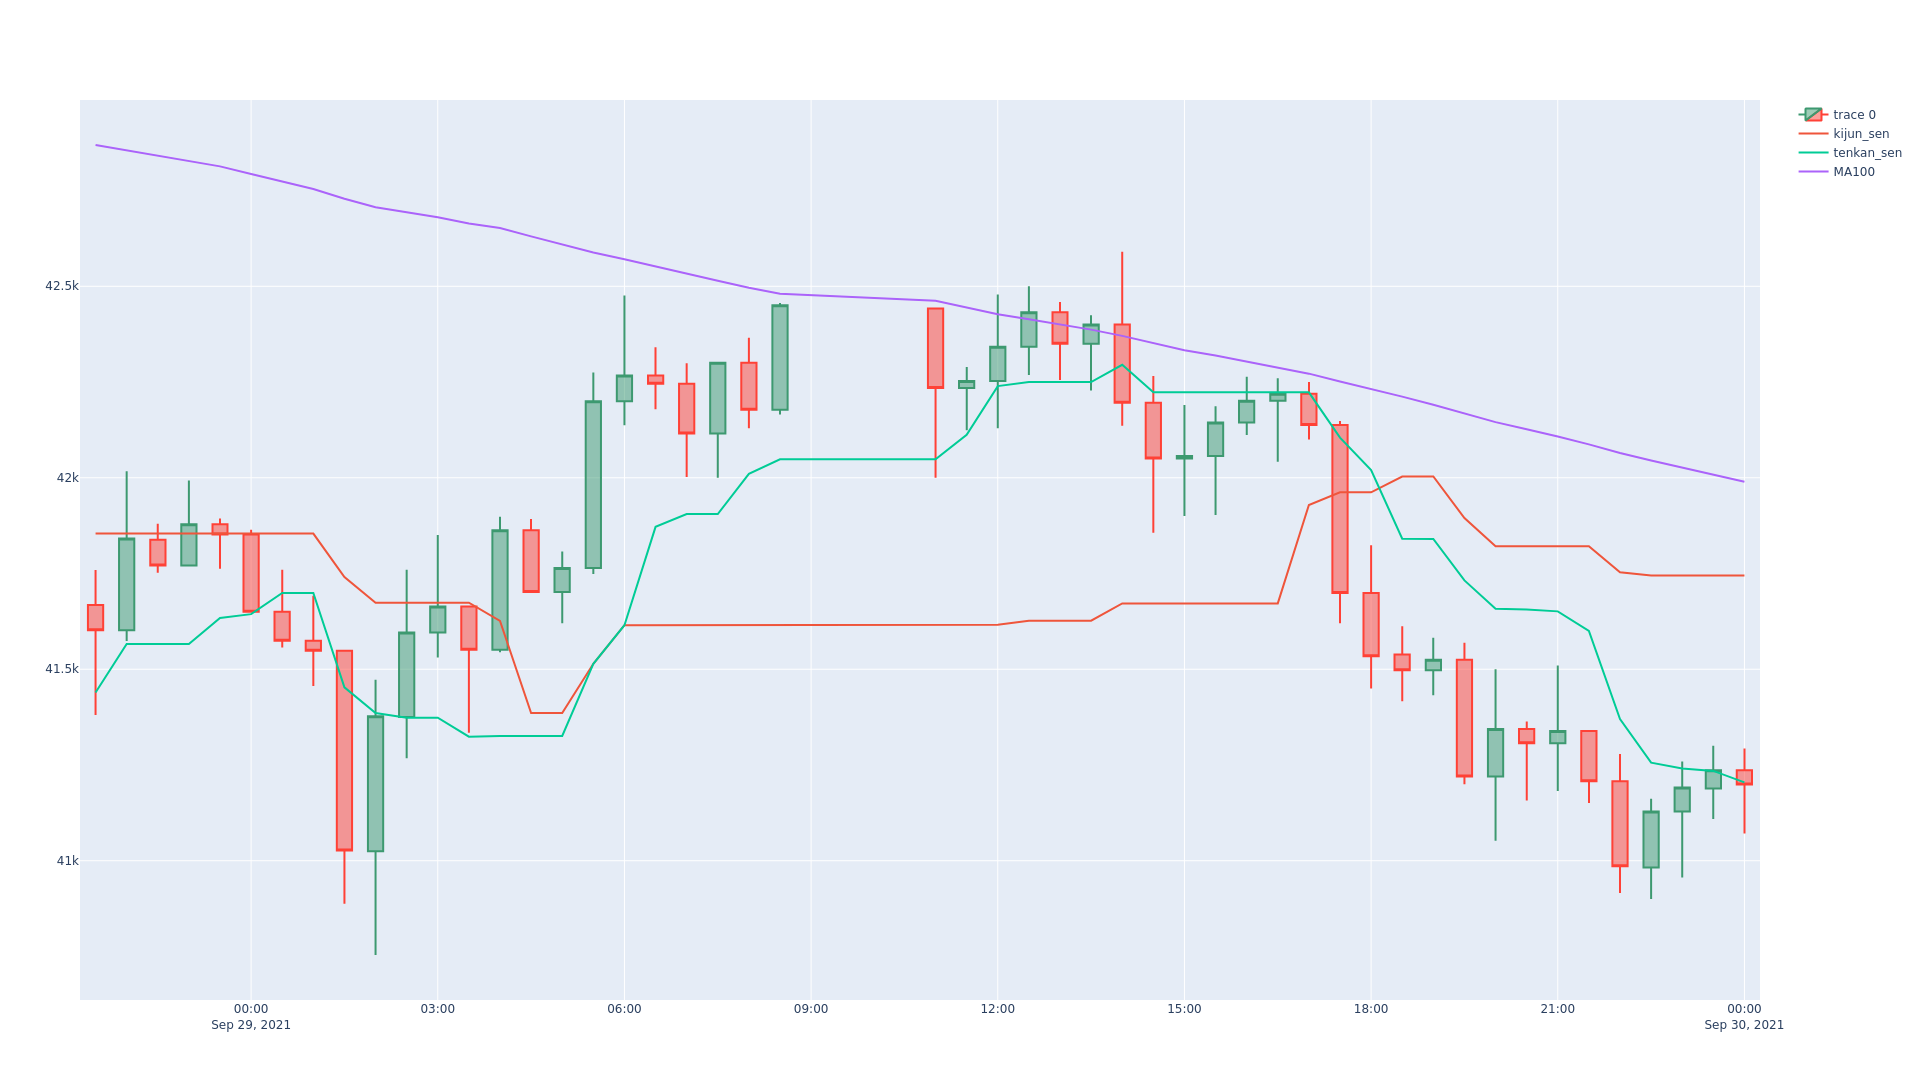 trace 0
kijun_sen
tenkan_sen
MA100
42.5k
42k
41.5k
41k
00:00 03:00 06:00 09:00 12:00 15:00 18:00 21:00 00:00
Sep 29, 2021 Sep 30, 2021